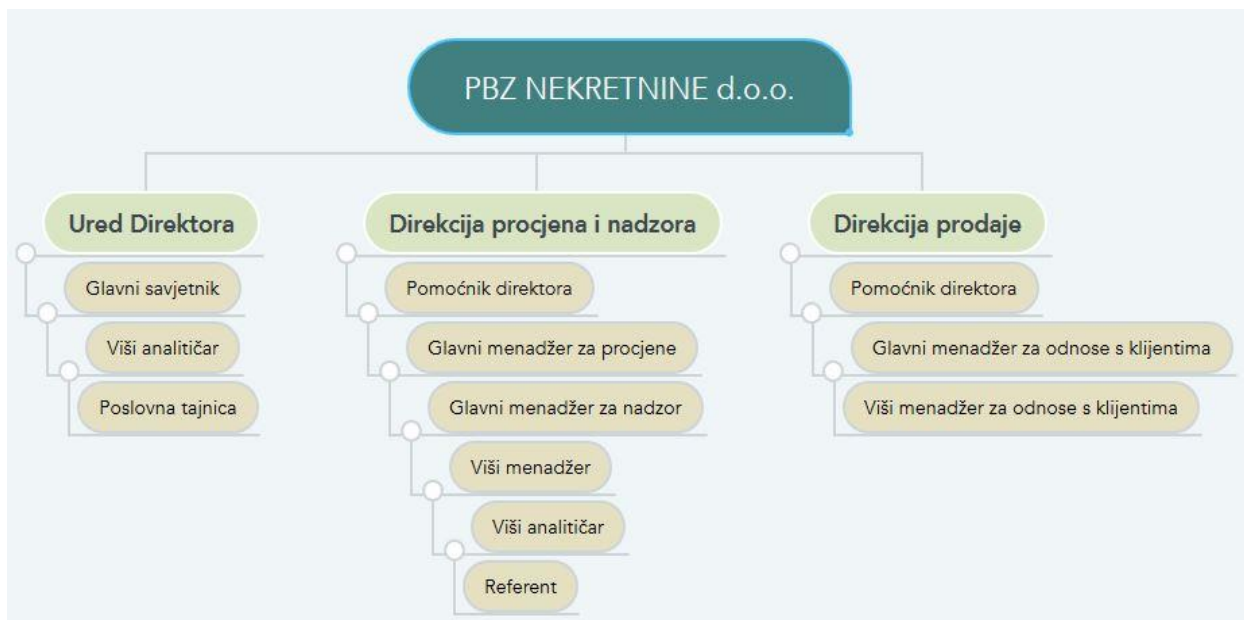 PBZ NEKRETNINE d.o.o.
Ured Direktora
Glavni savjetnik
Viši analitičar
Poslovna tajnica
Direkcija procjena i nadzora
Pomoćnik direktora
Glavni menadžer za procjene
Glavni menadžer za nadzor
Viši menadžer
Viši analitičar
Referent
Direkcija prodaje
Pomoćnik direktora
Glavni menadžer za odnose s klijentima
Viši menadžer za odnose s klijentima